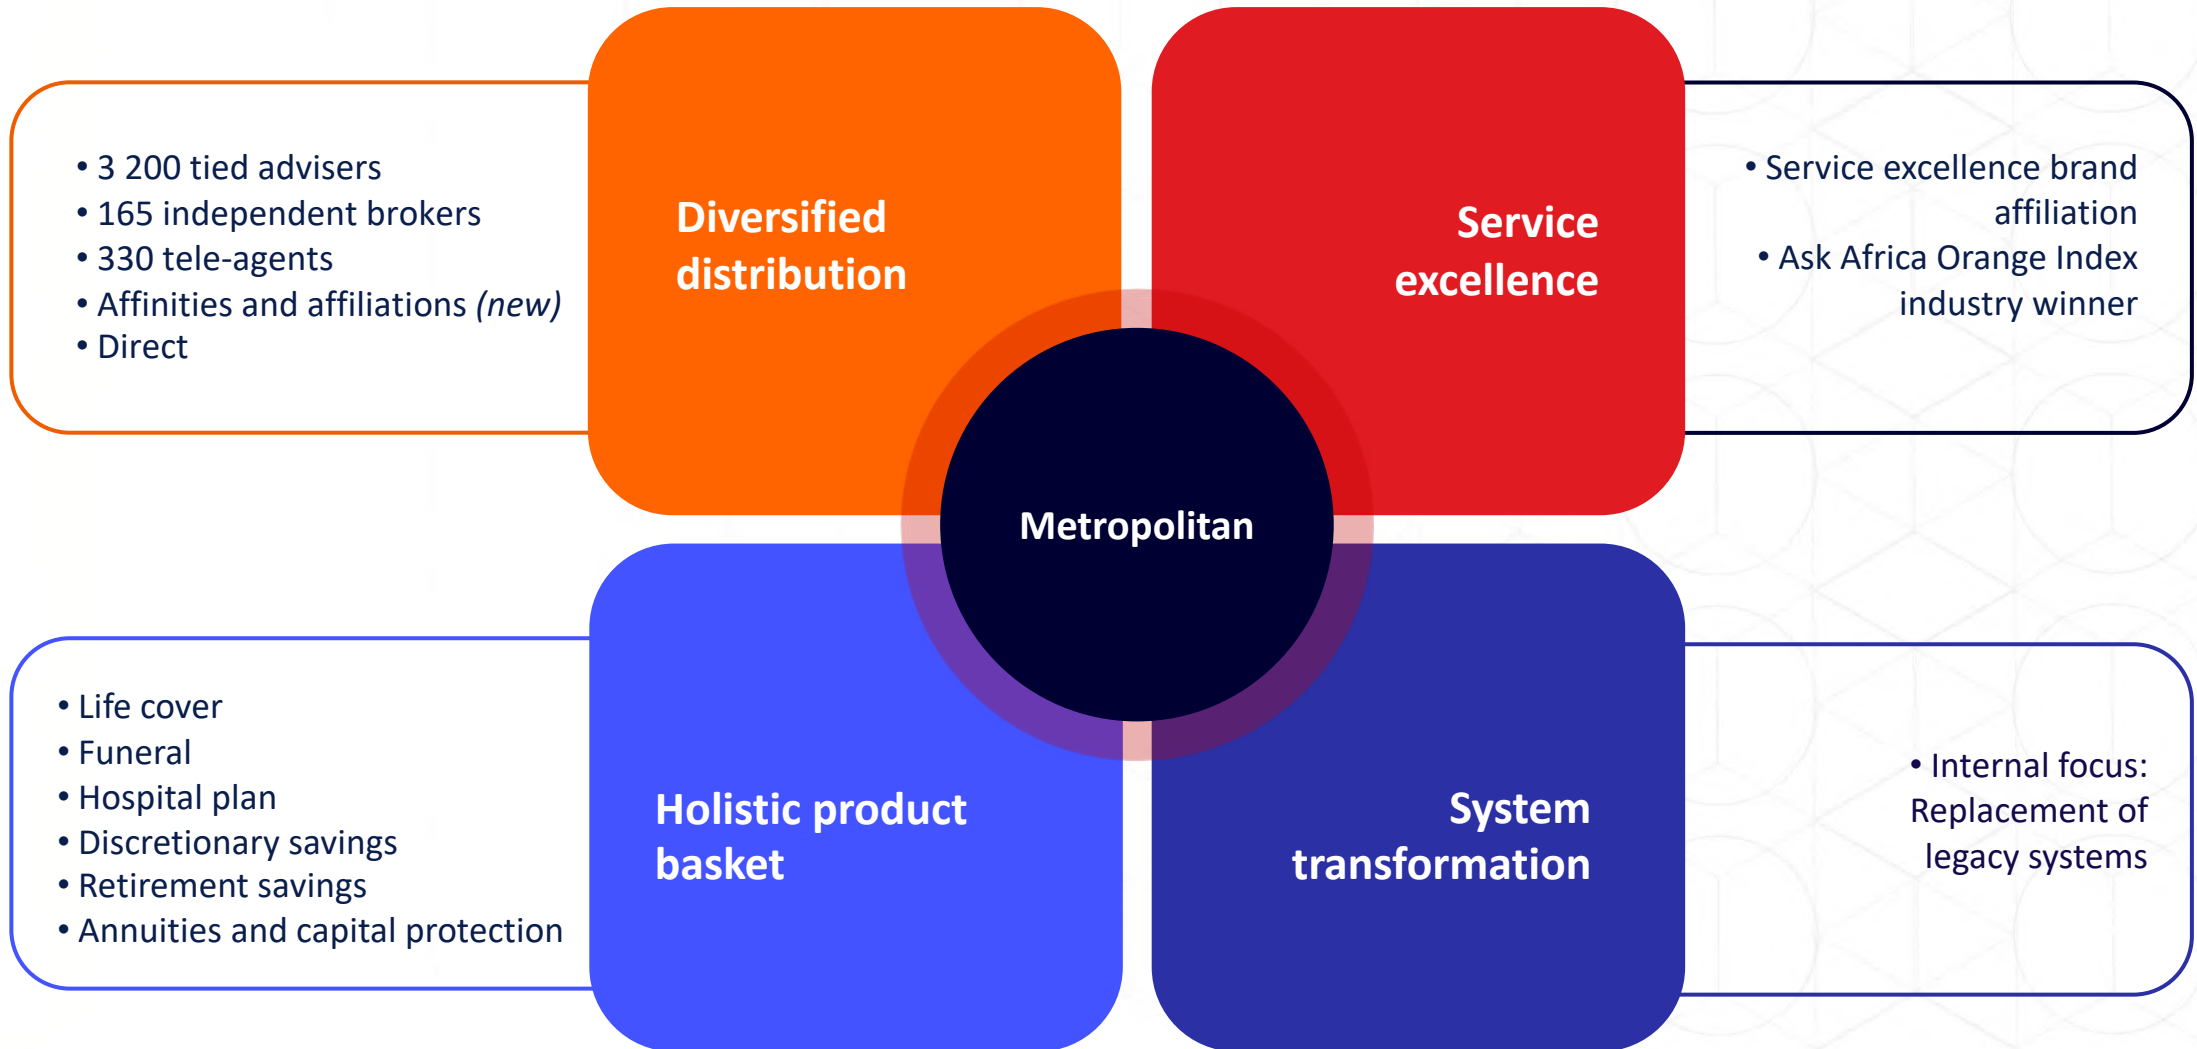 • 3 200 tied advisers
• 165 independent brokers
• 330 tele-agents
• Affinities and affiliations (new)
• Direct
Diversified
distribution
Service
excellence
• Service excellence brand
affiliation
• Ask Africa Orange Index
industry winner
Metropolitan
• Life cover
• Funeral
• Hospital plan
• Discretionary savings
• Retirement savings
• Annuities and capital protection
Holistic product
basket
System
transformation
• Internal focus:
Replacement of
legacy systems